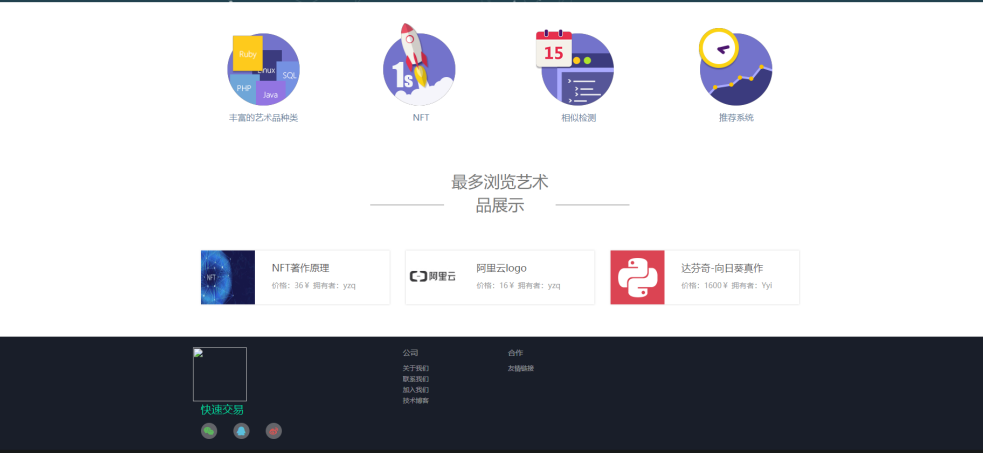 Ruby
Linux
SQL
PHP
Java
1s
15
丰富的艺术品种类
NFT
相似检测
推荐系统
最多浏览艺术
品展示
NFT
NFT著作原理
价格：36￥ 拥有者：yzq
阿里云
阿里云logo
价格：16￥ 拥有者：yzq
达芬奇-向日葵真作
价格：1600￥ 拥有者：Yyl
公司
合作
关于我们
友情链接
联系我们
加入我们
技术博客
快速交易